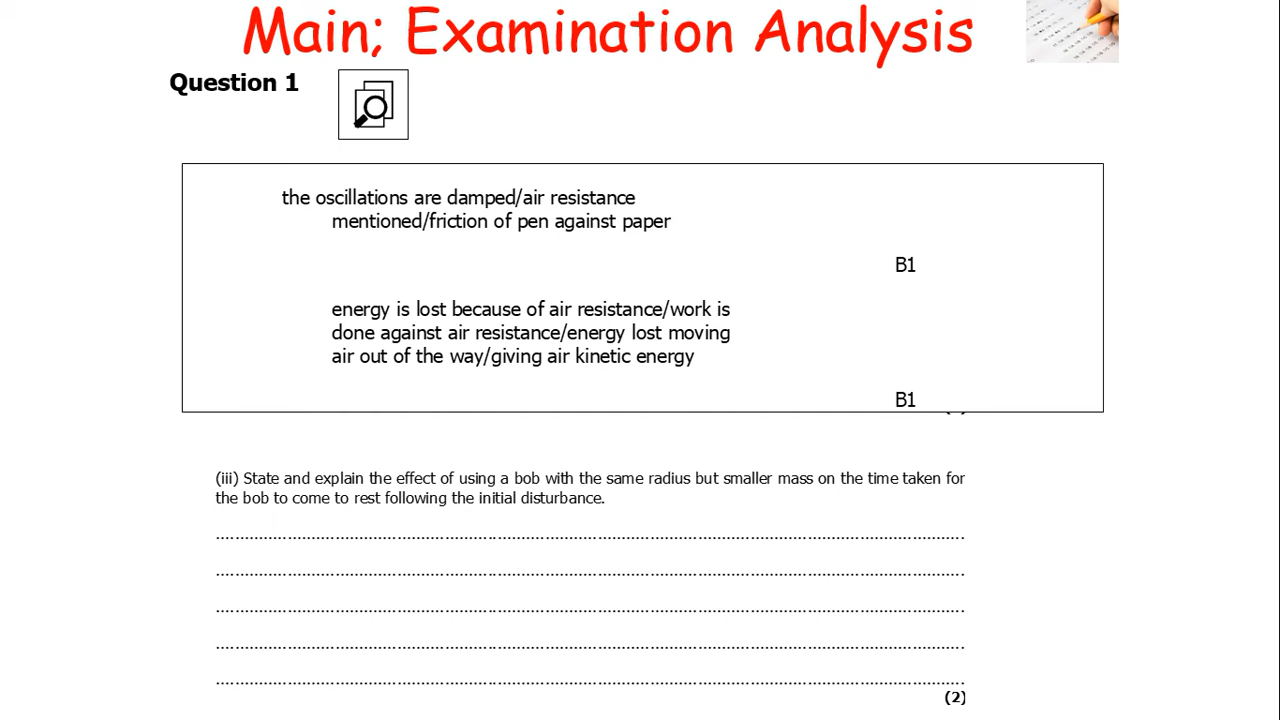 Main; Examination Analysis
Question 1
the oscillations are damped/air resistance
mentioned/friction of pen against paper
B1
energy is lost because of air resistance/work is
done against air resistance/energy lost moving
air out of the way/giving air kinetic energy
B1
(iii) State and explain the effect of using a bob with the same radius but smaller mass on the time taken for
the bob to come to rest following the initial disturbance.
(2)